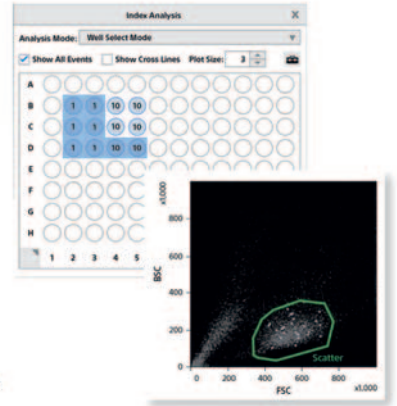 Index Analysis X
Analysis Mode: Well Select Mode
Show All Events Show Cross Lines Plot Size: 3
A
B 1 1 10 10
C 1 1 10 10
D 1 1 10 10
E
F
G
H
1 2 3 4 5
x1,000
800
600
BSC
400
200
0
Scatter
0 200 400 600 800
FSC x1,000